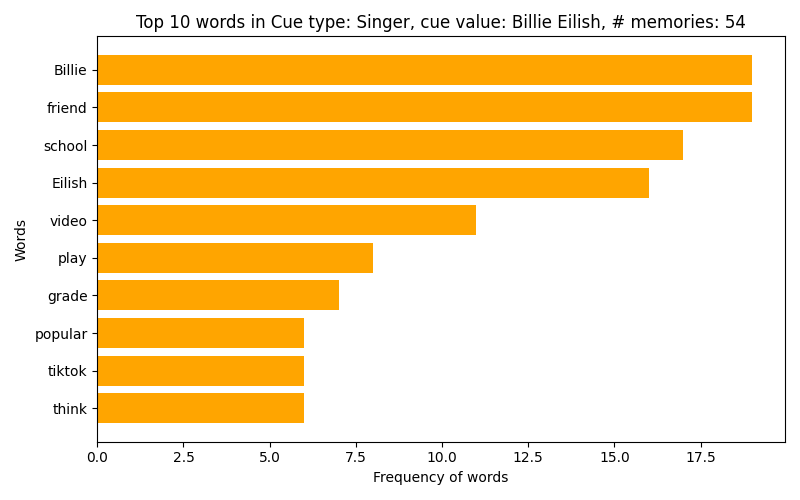 Top 10 words in Cue type: Singer, cue value: Billie Eilish, # memories: 54
Words
Billie
friend
school
Eilish
video
play
grade
popular
tiktok
think
0.0 2.5 5.0 7.5 10.0 12.5 15.0 17.5
Frequency of words